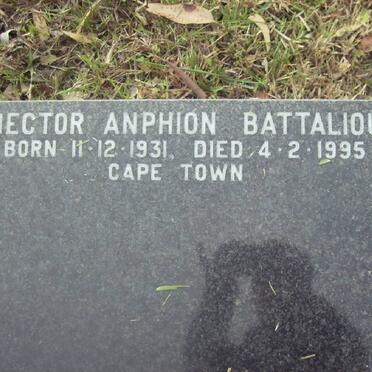 HECTOR ANPHION BATTALIOU
BORN 11·12·1931, DIED 4·2·1995
CAPE TOWN